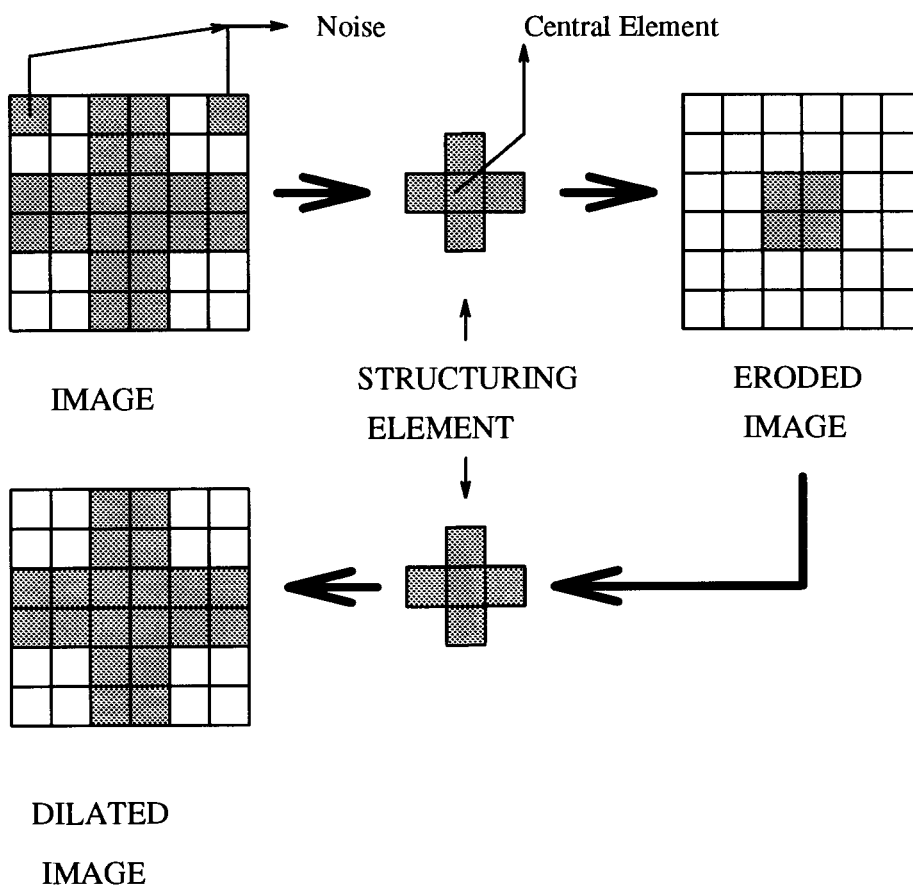 Noise
Central Element
IMAGE
STRUCTURING
ELEMENT
ERODED
IMAGE
DILATED
IMAGE